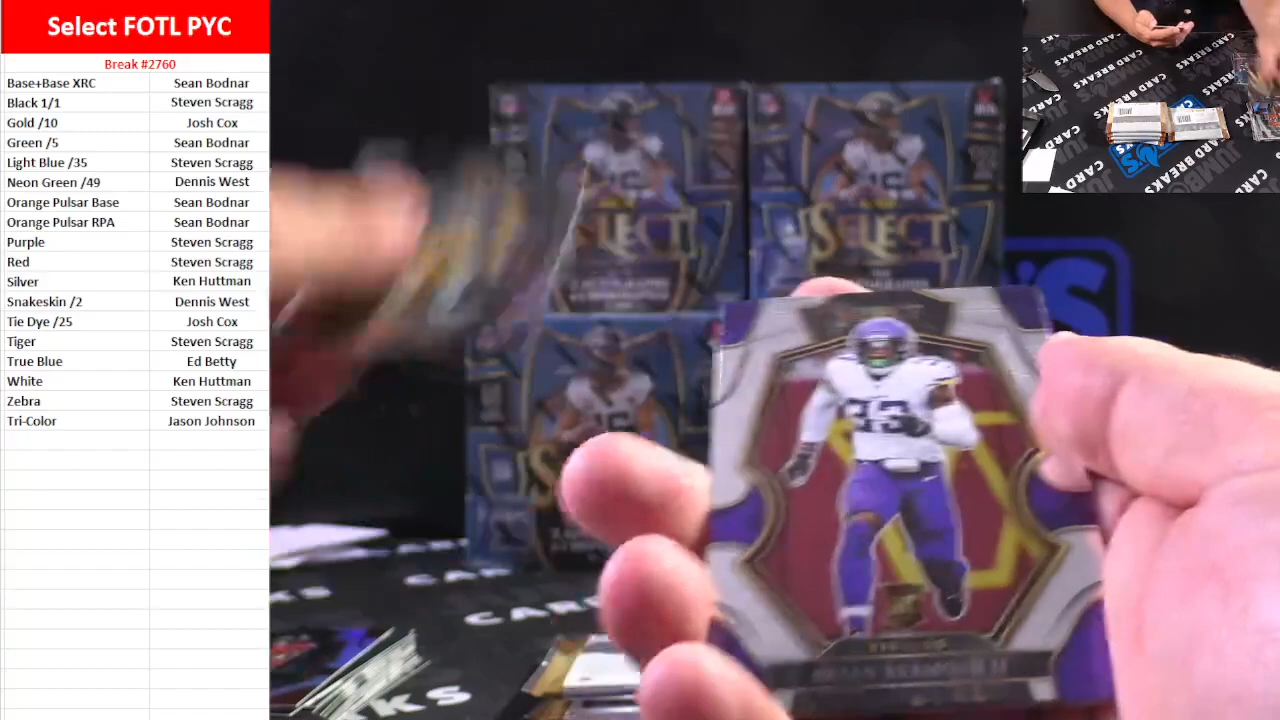 Select FOTL PYC
Break #2760
Base+Base XRC Sean Bodnar
Black 1/1 Steven Scragg
Gold /10 Josh Cox
Green /5 Sean Bodnar
Light Blue /35 Steven Scragg
Neon Green /49 Dennis West
Orange Pulsar Base Sean Bodnar
Orange Pulsar RPA Sean Bodnar
Purple Steven Scragg
Red Steven Scragg
Silver Ken Huttman
Snakeskin /2 Dennis West
Tie Dye /25 Josh Cox
Tiger Steven Scragg
True Blue Ed Betty
White Ken Huttman
Zebra Steven Scragg
Tri-Color Jason Johnson
CARD BREAKS
SELECT
33